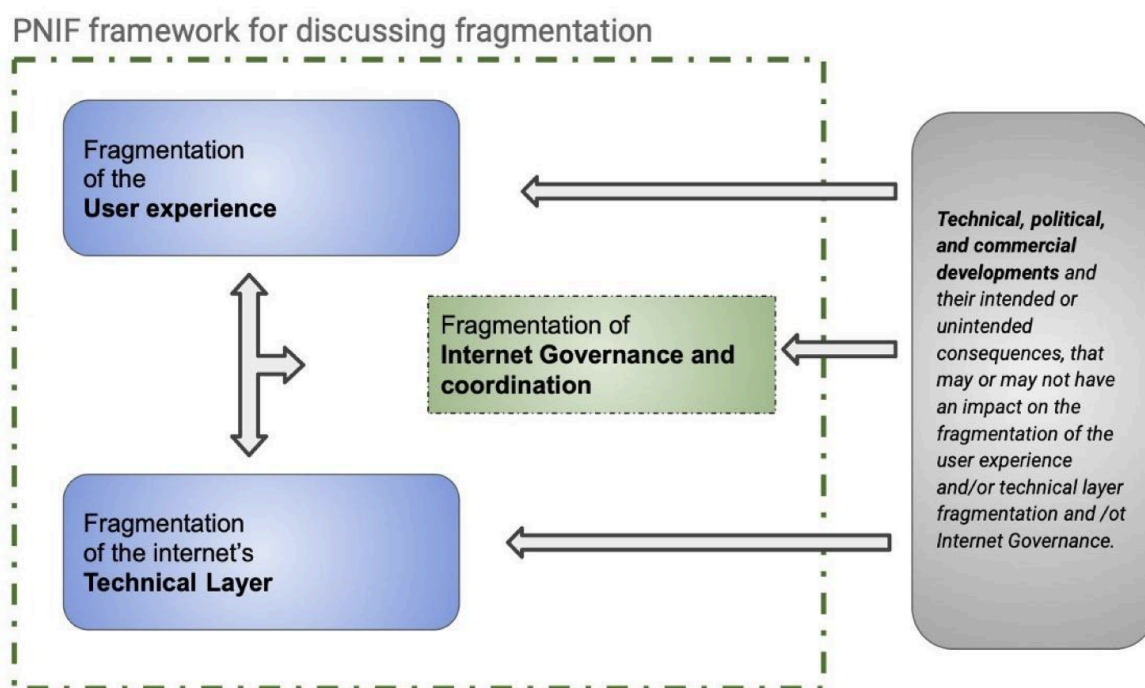 PNIF framework for discussing fragmentation
Fragmentation
of the
User experience
Fragmentation of
Internet Governance and
coordination
Fragmentation
of the internet’s
Technical Layer
Technical, political,
and commercial
developments and
their intended or
unintended
consequences, that
may or may not have
an impact on the
fragmentation of the
user experience
and/or technical layer
fragmentation and /ot
Internet Governance.